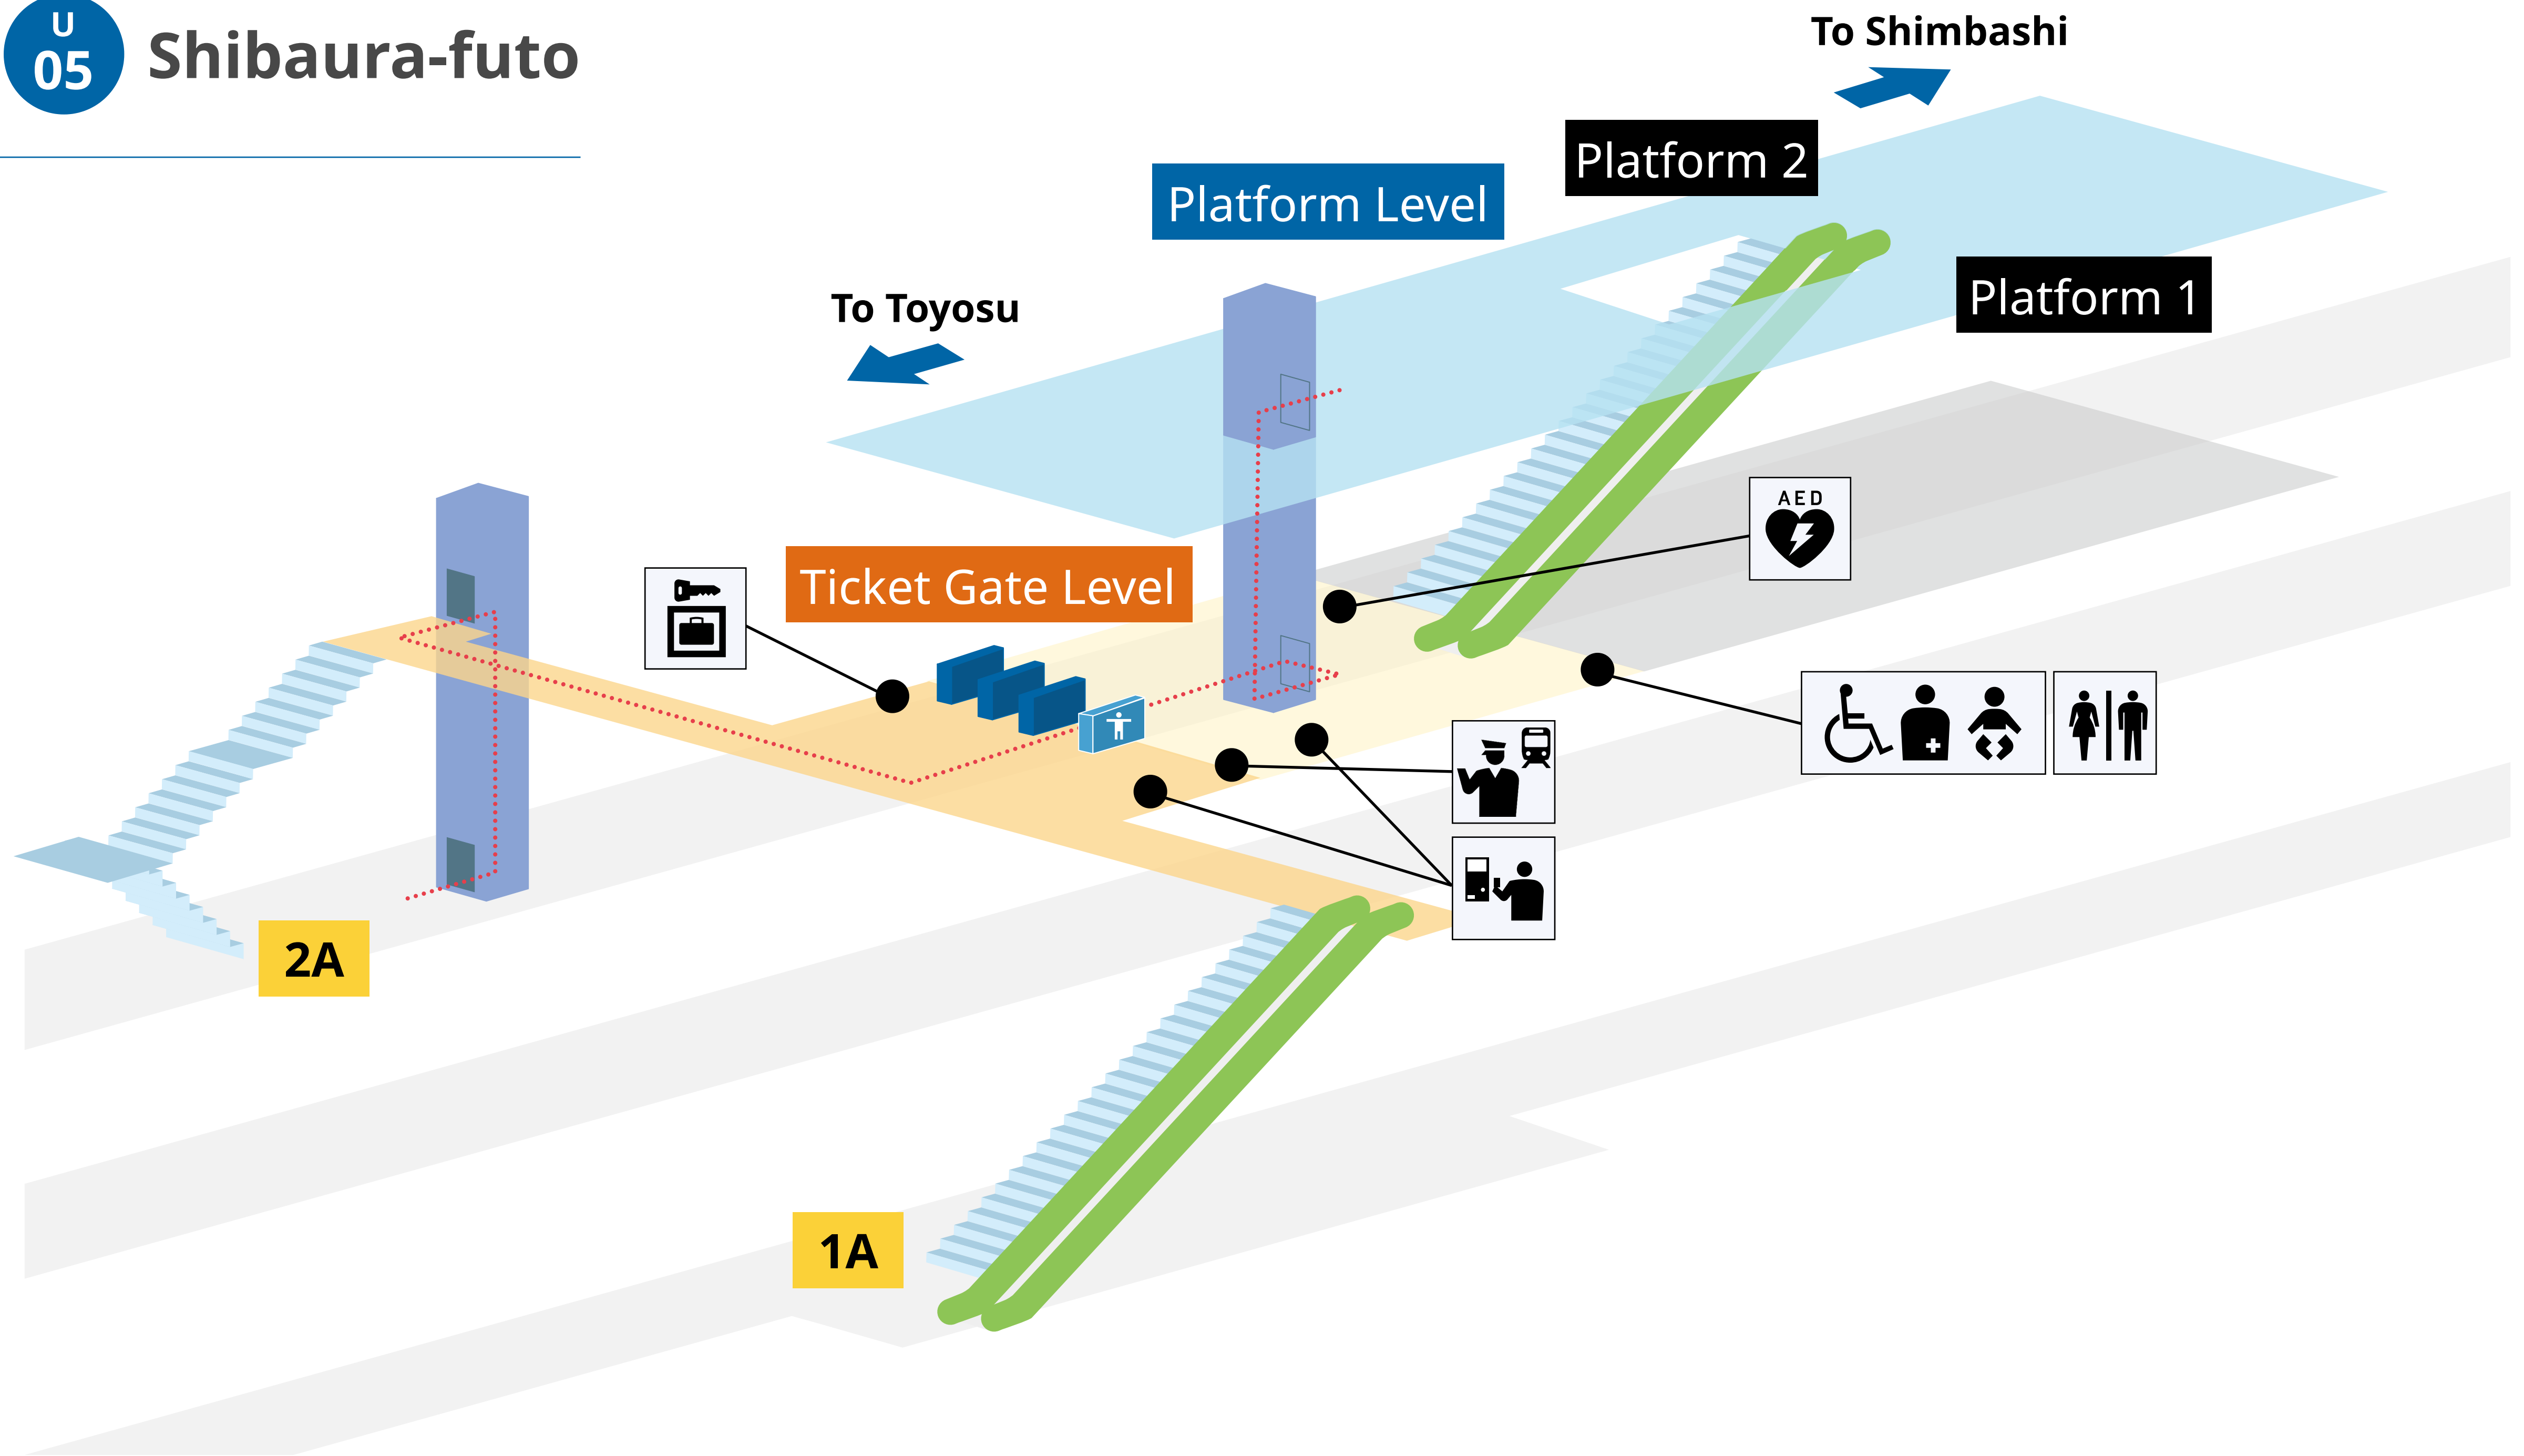 U
05
Shibaura-futo
To Shimbashi
Platform 2
Platform Level
Platform 1
To Toyosu
AED
Ticket Gate Level
2A
1A